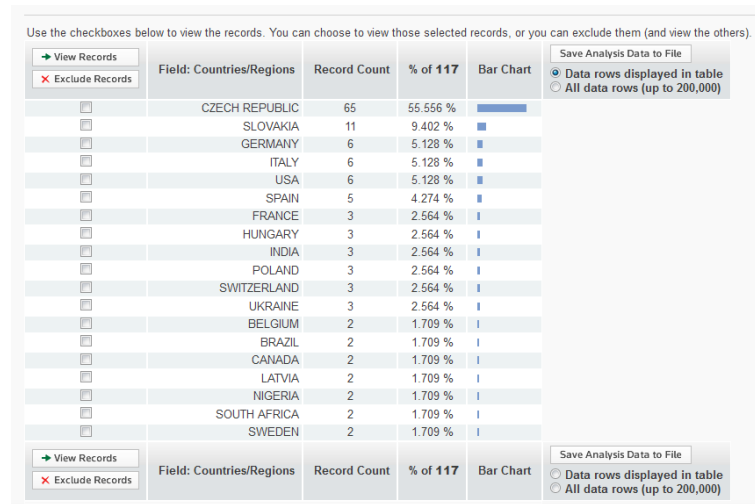 Use the checkboxes below to view the records. You can choose to view those selected records, or you can exclude them (and view the others).
View Records
Exclude Records
Field: Countries/Regions Record Count % of 117 Bar Chart
Save Analysis Data to File
Data rows displayed in table
All data rows (up to 200,000)
CZECH REPUBLIC 65 55.556 %
SLOVAKIA 11 9.402 %
GERMANY 6 5.128 %
ITALY 6 5.128 %
USA 6 5.128 %
SPAIN 5 4.274 %
FRANCE 3 2.564 %
HUNGARY 3 2.564 %
INDIA 3 2.564 %
POLAND 3 2.564 %
SWITZERLAND 3 2.564 %
UKRAINE 3 2.564 %
BELGIUM 2 1.709 %
BRAZIL 2 1.709 %
CANADA 2 1.709 %
LATVIA 2 1.709 %
NIGERIA 2 1.709 %
SOUTH AFRICA 2 1.709 %
SWEDEN 2 1.709 %
View Records
Exclude Records
Field: Countries/Regions Record Count % of 117 Bar Chart
Save Analysis Data to File
Data rows displayed in table
All data rows (up to 200,000)